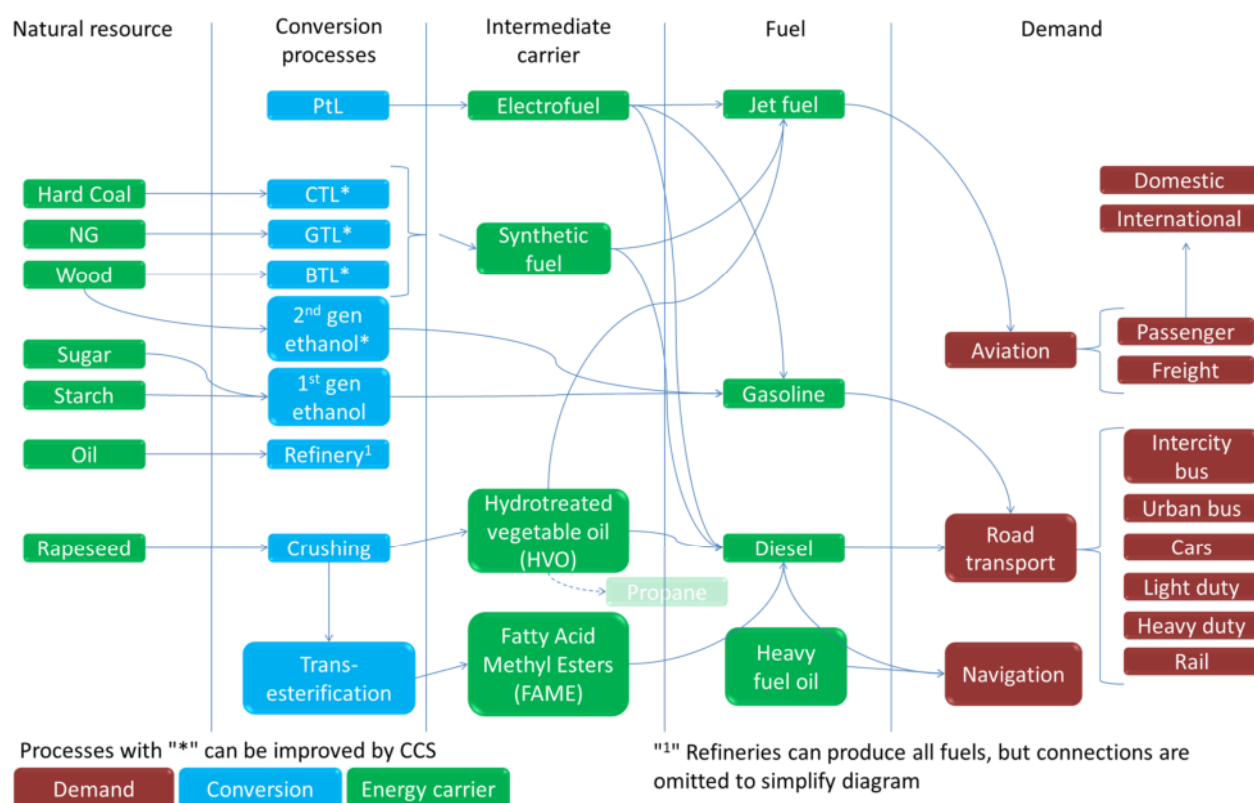 Natural resource
Conversion
processes
Intermediate
carrier
Fuel
Demand
PtL
Electrofuel
Jet fuel
Hard Coal
CTL*
Domestic
NG
GTL*
Synthetic
fuel
International
Wood
BTL*
2nd gen
ethanol*
Aviation
Passenger
Sugar
Freight
Starch
1st gen
ethanol
Gasoline
Oil
Refinery1
Intercity
bus
Hydrotreated
vegetable oil
(HVO)
Urban bus
Rapeseed
Crushing
Diesel
Road
transport
Cars
Propane
Light duty
Heavy duty
Trans-
esterification
Fatty Acid
Methyl Esters
(FAME)
Heavy
fuel oil
Navigation
Rail
Processes with "*" can be improved by CCS
"1" Refineries can produce all fuels, but connections are
omitted to simplify diagram
Demand
Conversion
Energy carrier